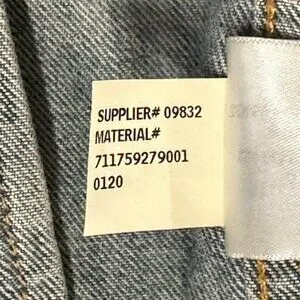 SUPPLIER# 09832
MATERIAL#
711759279001
0120